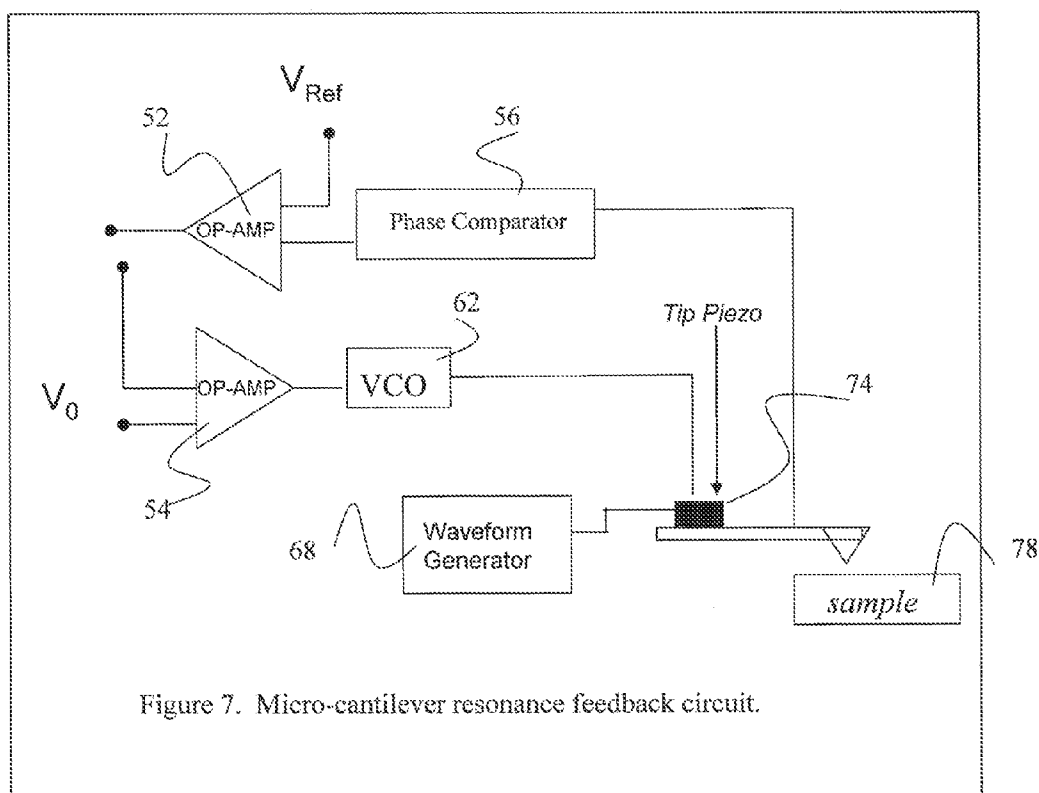 V_Ref
52
56
OP-AMP
Phase Comparator
62
Tip Piezo
OP-AMP
VCO
74
V_0
54
68
Waveform
Generator
78
sample
Figure 7. Micro-cantilever resonance feedback circuit.